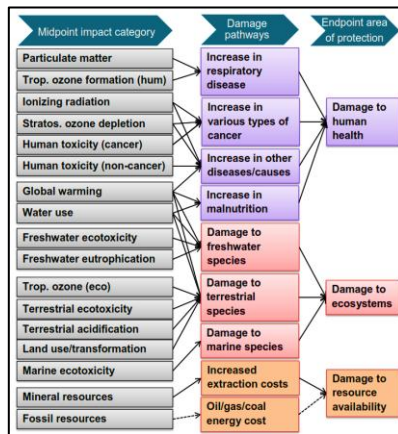 Midpoint impact category
Damage
pathways
Endpoint area
of protection
Particulate matter
Trop. ozone formation (hum)
Ionizing radiation
Stratos. ozone depletion
Human toxicity (cancer)
Human toxicity (non-cancer)
Global warming
Water use
Freshwater ecotoxicity
Freshwater eutrophication
Trop. ozone (eco)
Terrestrial ecotoxicity
Terrestrial acidification
Land use/transformation
Marine ecotoxicity
Mineral resources
Fossil resources
Increase in
respiratory
disease
Increase in
various types of
cancer
Increase in other
diseases/causes
Increase in
malnutrition
Damage to
freshwater
species
Damage to
terrestrial
species
Damage to
marine species
Increased
extraction costs
Oil/gas/coal
energy cost
Damage to
human
health
Damage to
ecosystems
Damage to
resource
availability